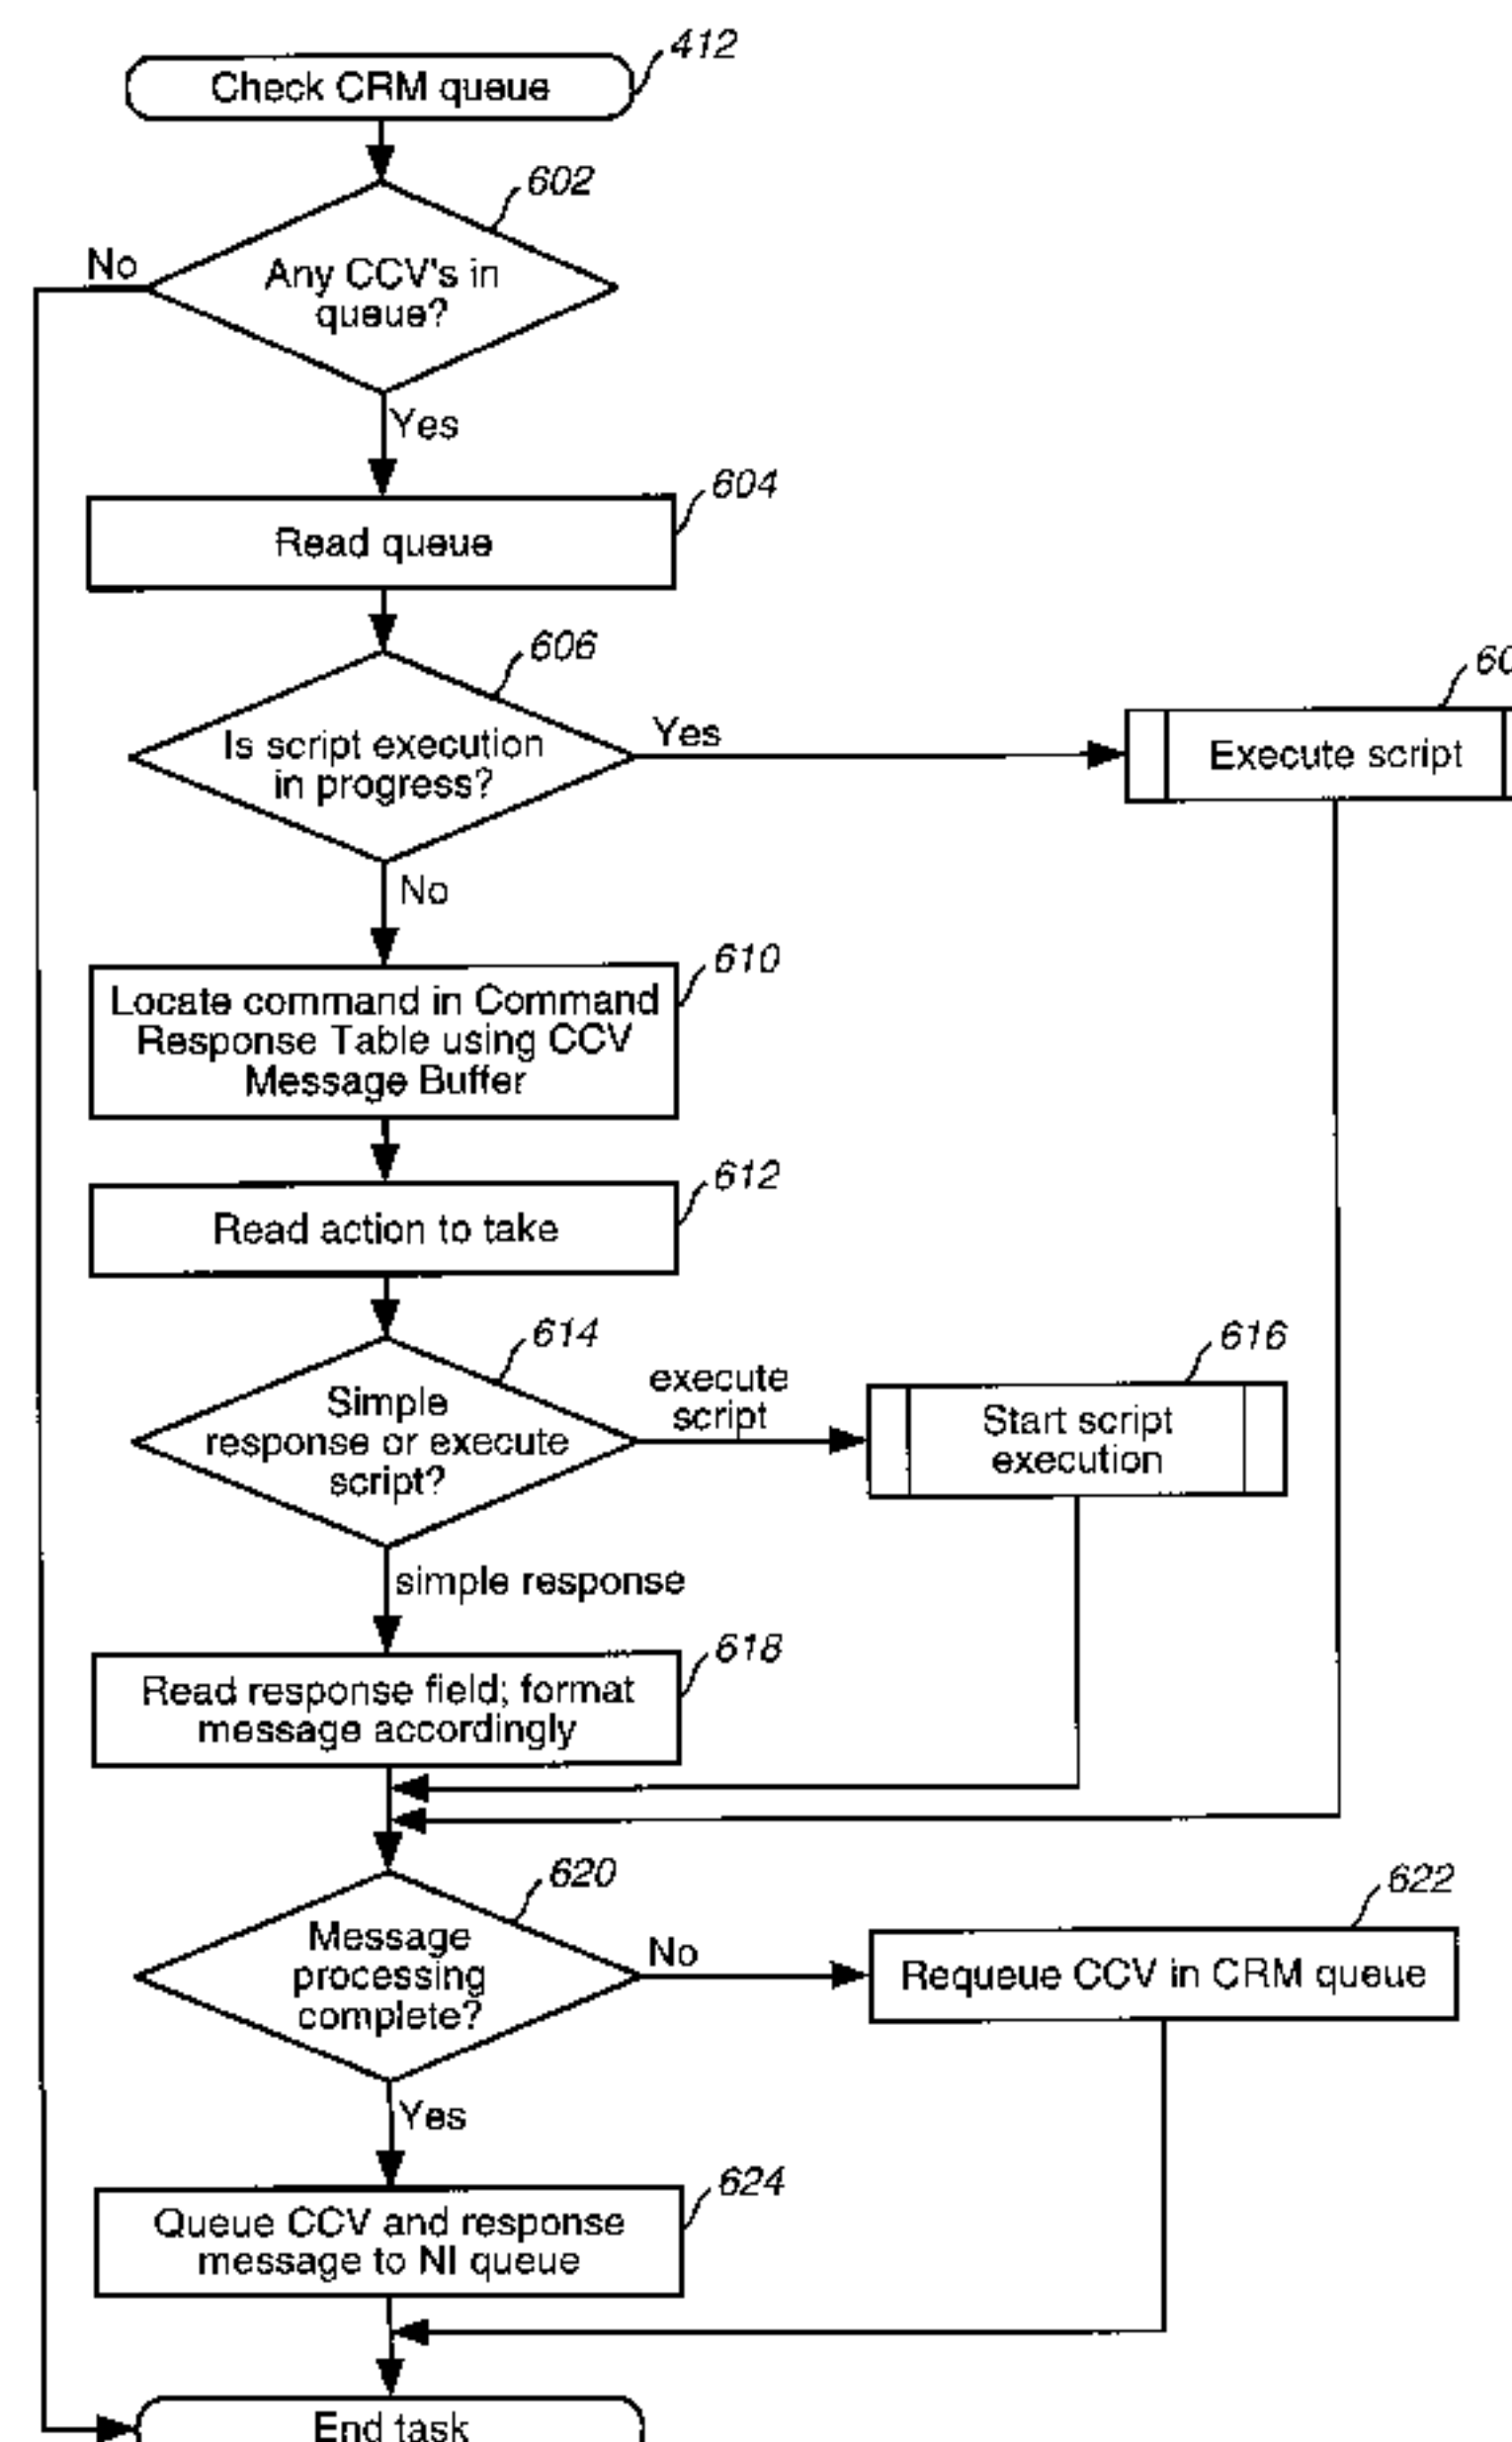 412
Check CRM queue
602
No
Any CCV's in
queue?
Yes
604
Read queue
606
Is script execution
in progress?
Yes
Execute script
No
610
Locate command in Command
Response Table using CCV
Message Buffer
612
Read action to take
614
Simple
response or execute
script?
execute
script
616
Start script
execution
simple response
618
Read response field; format
message accordingly
620
Message
processing
complete?
No
622
Requeue CCV in CRM queue
Yes
624
Queue CCV and response
message to NI queue
End task